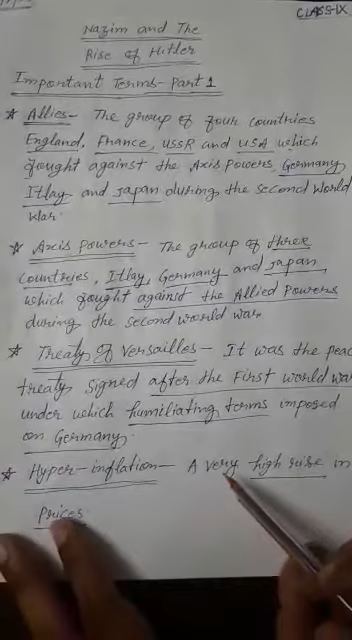 CLASS-IX
Nazism and The
Rise of Hitler
Important Terms- Part 1
* Allies- The group of four countries
England, France, USSR and USA which
fought against the Axis Powers, Germany
Itlay and Japan during the second World
War.
* Axis Powers- The group of three
countries, Itlay, Germany and Japan,
which fought against the Allied Powers
during the second world war.
* Treaty Of Versailles- It was the peac
treaty signed after the First world war
under which humiliating terms imposed
on Germany.
* Hyper-inflation- A very high rise in
Prices.